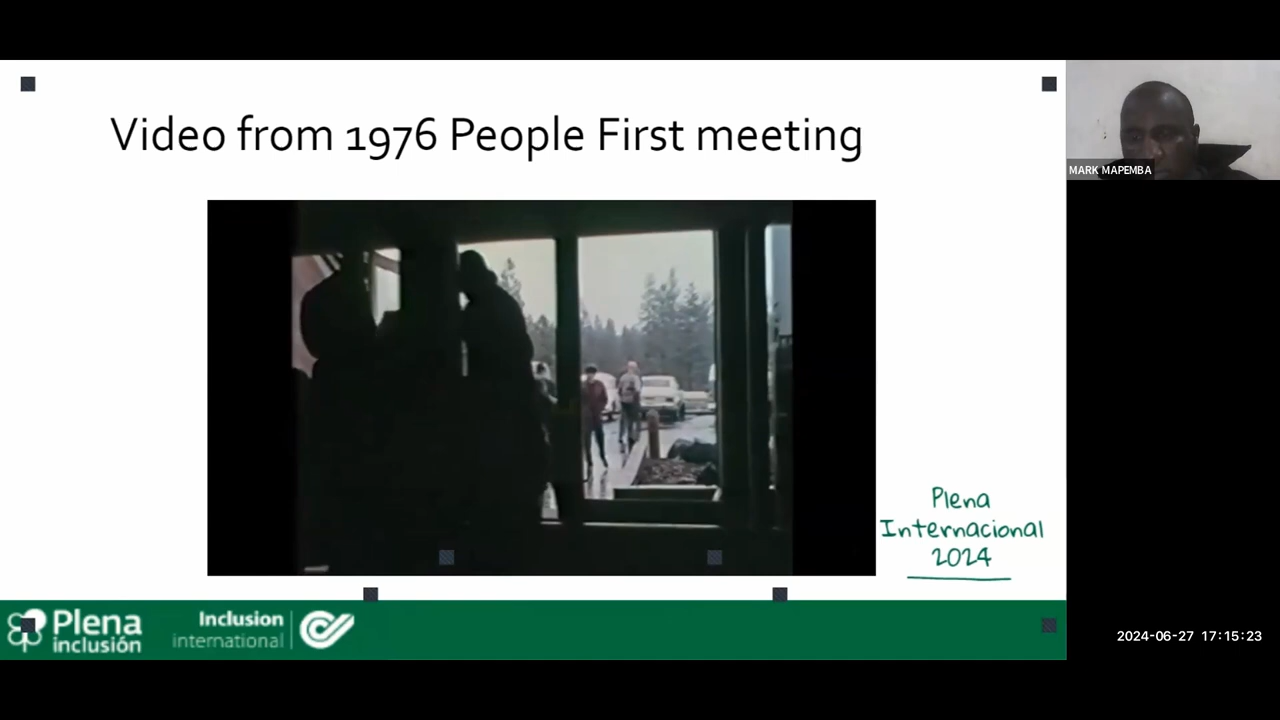 Video from 1976 People First meeting
MARK MAPEMBA
Plena
Internacional
2024
Plena
inclusión
Inclusion
international
2024-06-27 17:15:23